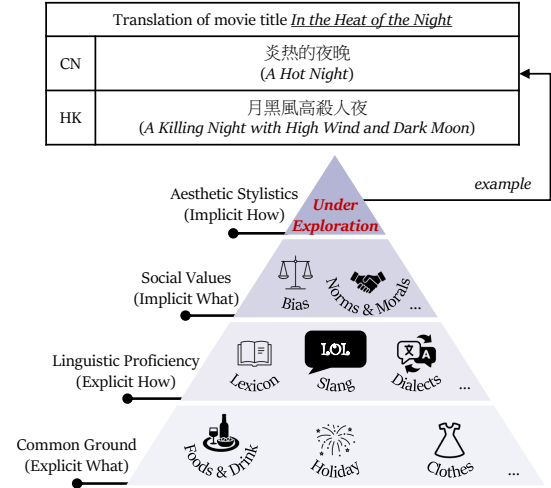 Translation of movie title In the Heat of the Night
CN
炎热的夜晚
(A Hot Night)
HK
月黑風高殺人夜
(A Killing Night with High Wind and Dark Moon)
example
Aesthetic Stylistics
(Implicit How)
Under
Exploration
Social Values
(Implicit What)
Bias
Norms & Morals
...
Linguistic Proficiency
(Explicit How)
Lexicon
LOL
Slang
文
A
Dialects
...
Common Ground
(Explicit What)
Foods & Drink
Holiday
Clothes
...